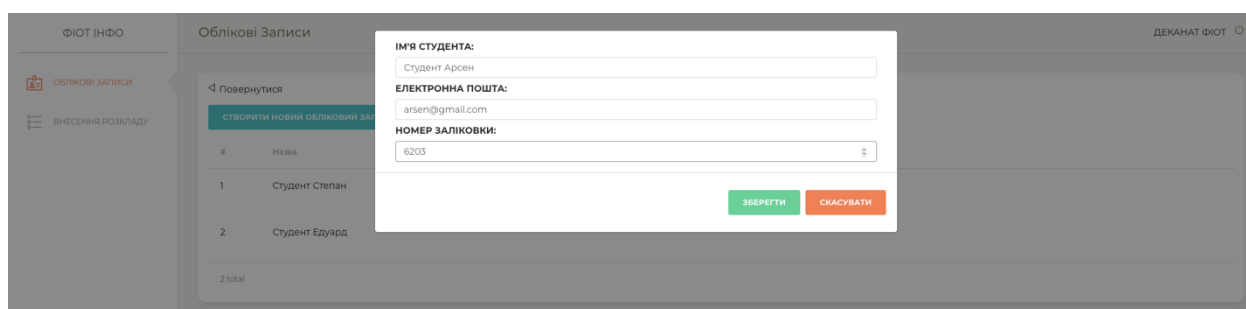 ФІОТ ІНФО
Облікові Записи
ДЕКАНАТ ФІОТ
ОБЛІКОВІ ЗАПИСИ
ВНЕСЕННЯ РОЗКЛАДУ
Повернутися
СТВОРИТИ НОВИЙ ОБЛІКОВИЙ ЗАП
# Назва
1 Студент Степан
2 Студент Едуард
2 total
ІМ'Я СТУДЕНТА:
Студент Арсен
ЕЛЕКТРОННА ПОШТА:
arsen@gmail.com
НОМЕР ЗАЛІКОВКИ:
6203
ЗБЕРЕГТИ СКАСУВАТИ